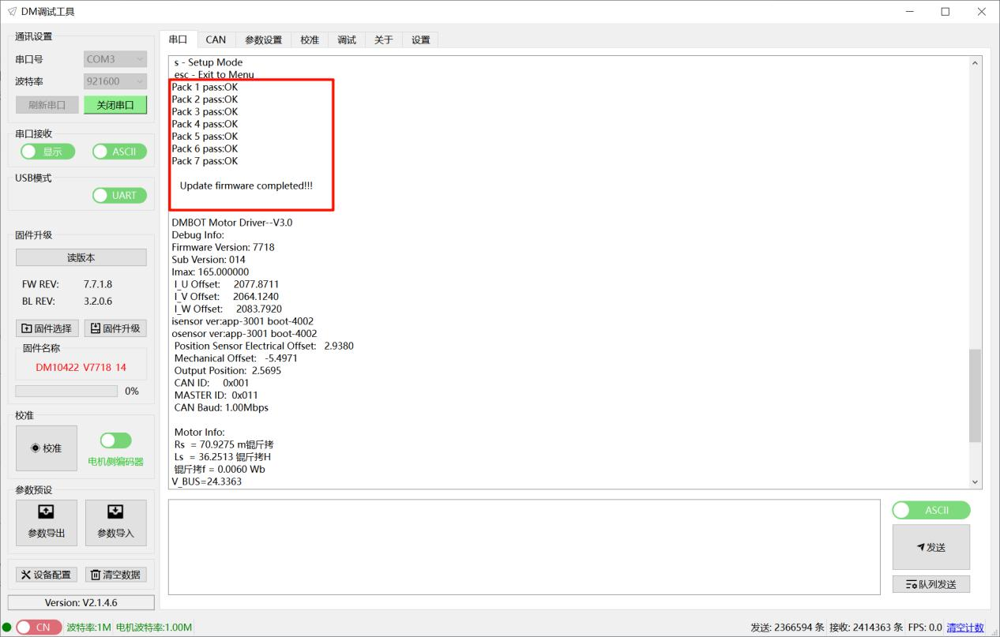 DM调试工具
通讯设置
串口号 COM3
波特率 921600
刷新串口 关闭串口
串口接收
显示 ASCII
USB模式
UART
固件升级
读版本
FW REV: 7.7.1.8
BL REV: 3.2.0.6
固件选择 固件升级
固件名称
DM10422 V7718 14
0%
校准
校准
电机侧编码器
参数预设
参数导出 参数导入
设备配置 清空数据
Version: V2.1.4.6
串口 CAN 参数设置 校准 调试 关于 设置
s - Setup Mode
esc - Exit to Menu
Pack 1 pass:OK
Pack 2 pass:OK
Pack 3 pass:OK
Pack 4 pass:OK
Pack 5 pass:OK
Pack 6 pass:OK
Pack 7 pass:OK
Update firmware completed!!!
DMBOT Motor Driver--V3.0
Debug Info:
Firmware Version: 7718
Sub Version: 014
Imax: 165.000000
I_U Offset: 2077.8711
I_V Offset: 2064.1240
I_W Offset: 2083.7920
isensor ver:app-3001 boot-4002
osensor ver:app-3001 boot-4002
Position Sensor Electrical Offset: 2.9380
Mechanical Offset: -5.4971
Output Position: 2.5695
CAN ID: 0x001
MASTER ID: 0x011
CAN Baud: 1.00Mbps
Motor Info:
Rs = 70.9275 m锟斤拷
Ls = 36.2513 锟斤拷H
锟斤拷f = 0.0060 Wb
V_BUS=24.3363
ASCII
发送
队列发送
CN 波特率:1M 电机波特率:1.00M
发送: 2366594 条 接收: 2414363 条 FPS: 0.0 清空计数